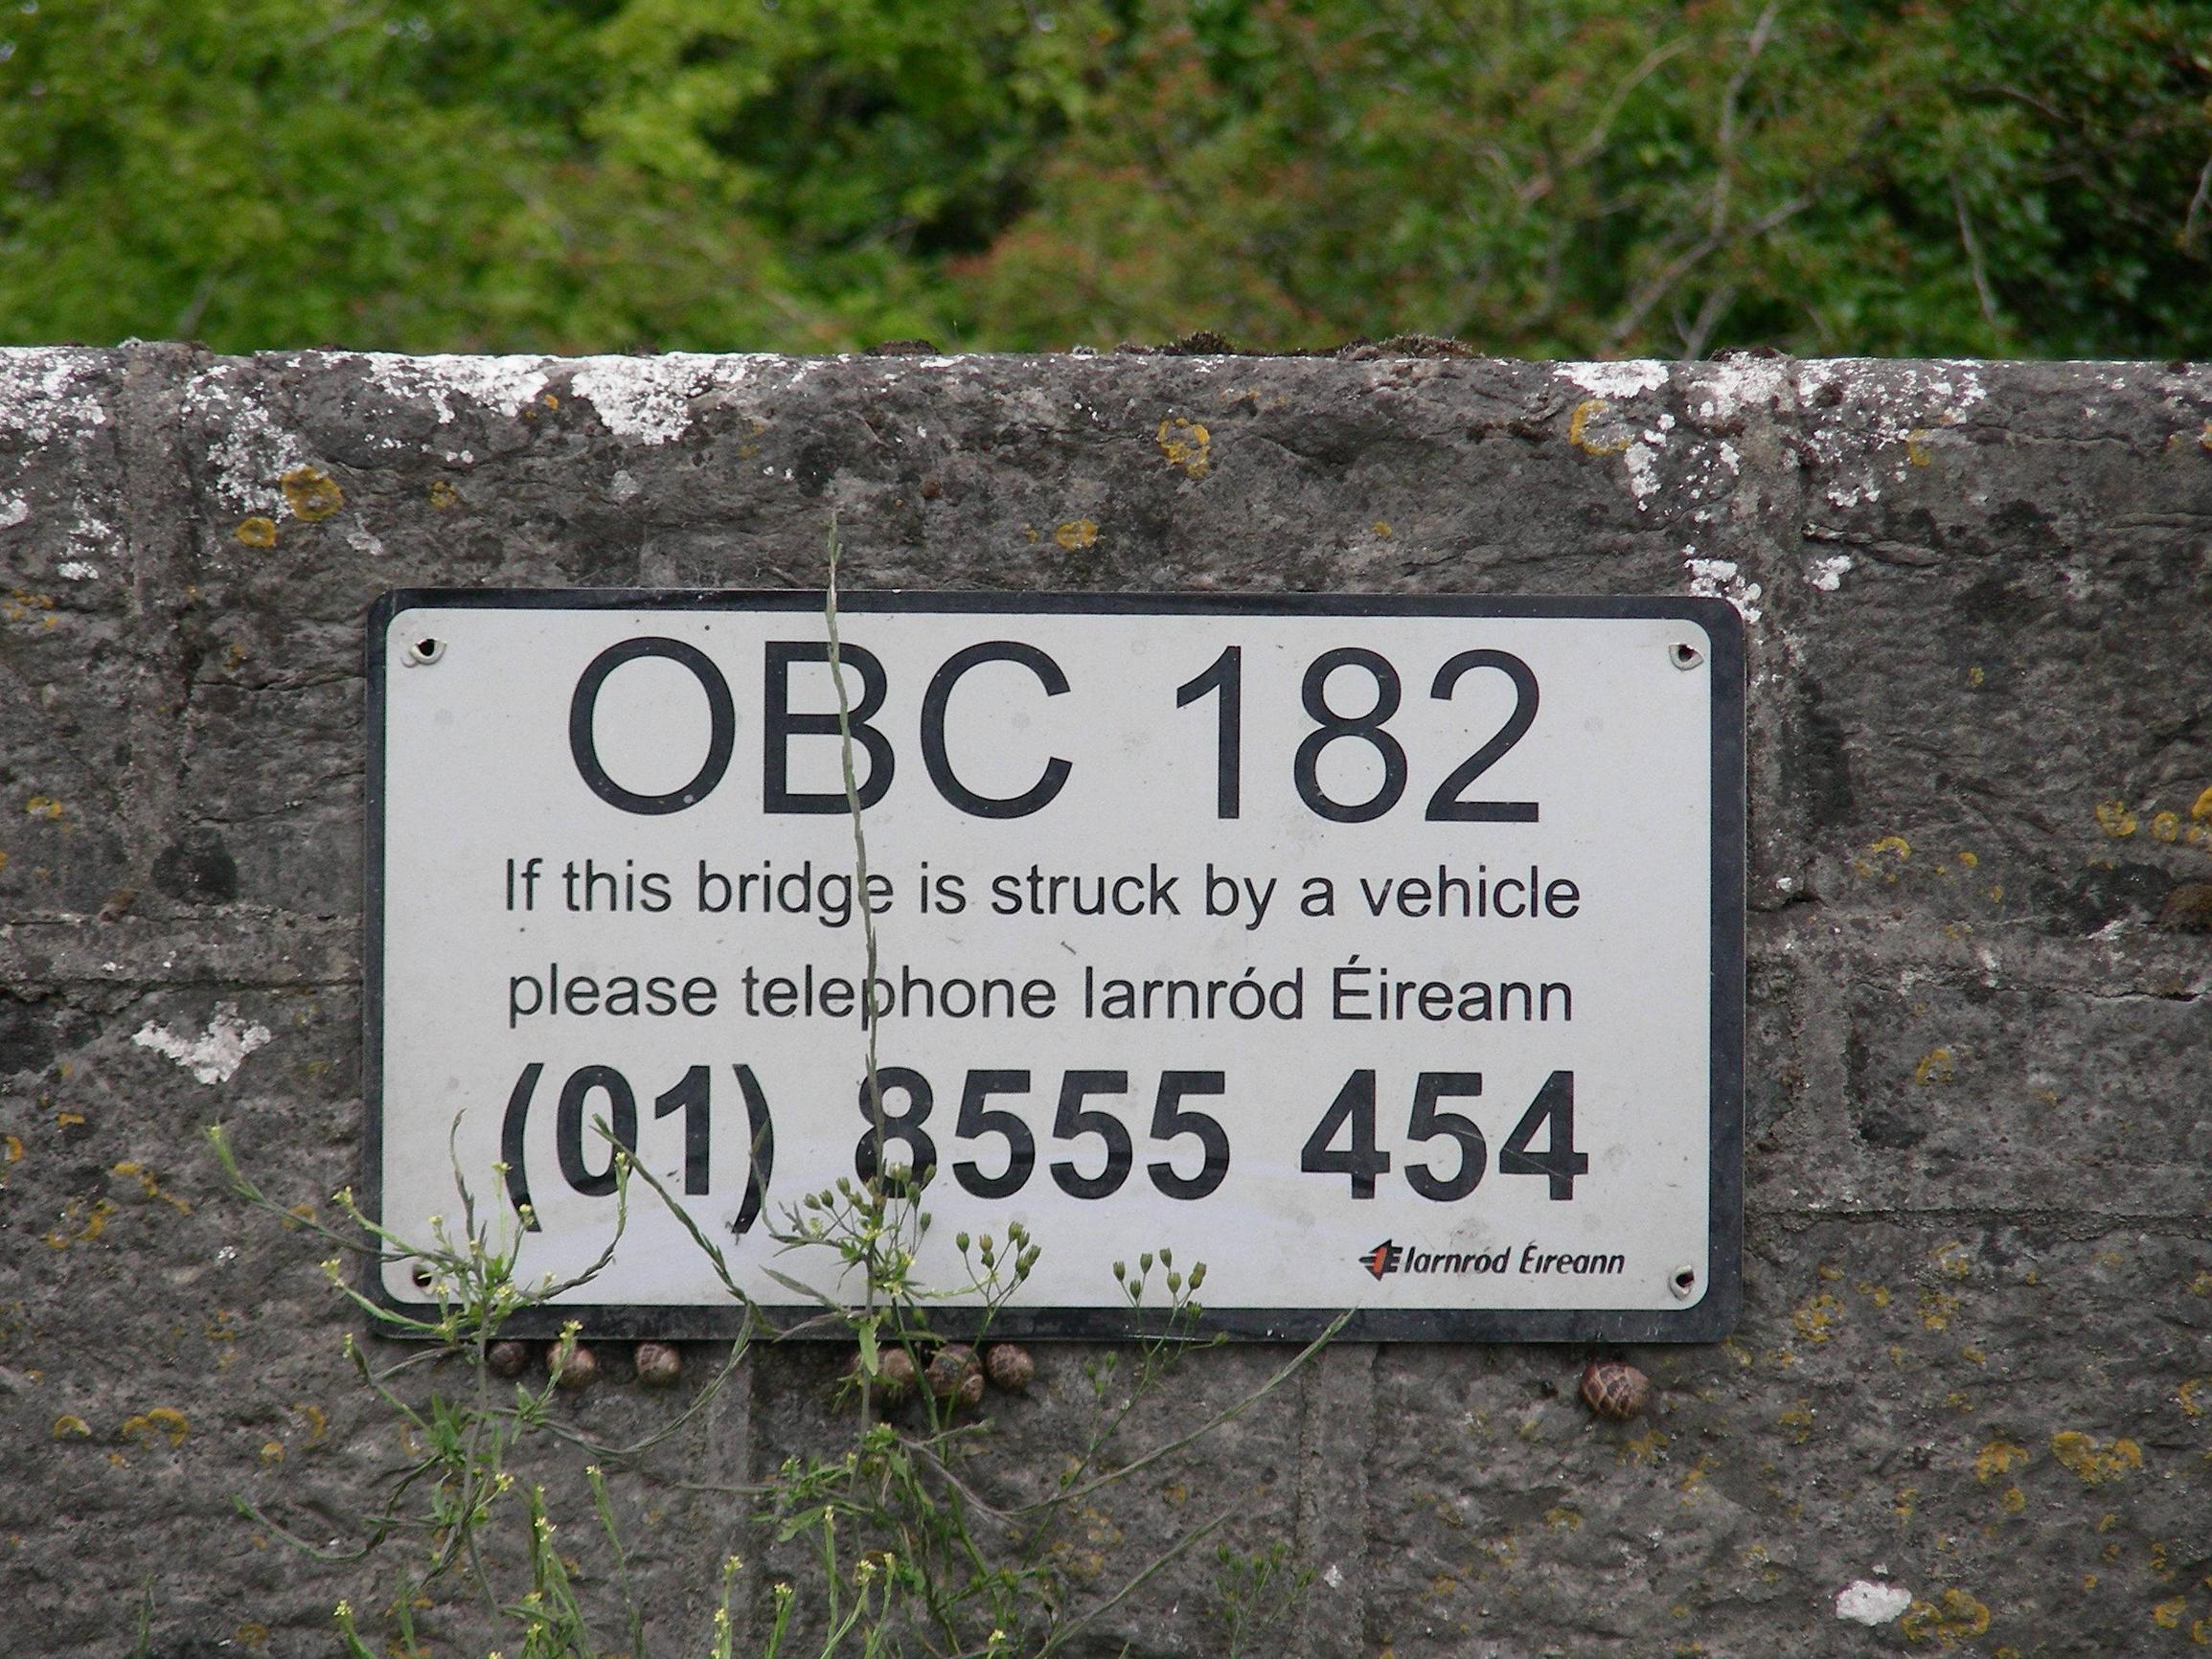 OBC 182
If this bridge is struck by a vehicle
please telephone Iarnród Éireann
(01) 8555 454
Iarnród Éireann